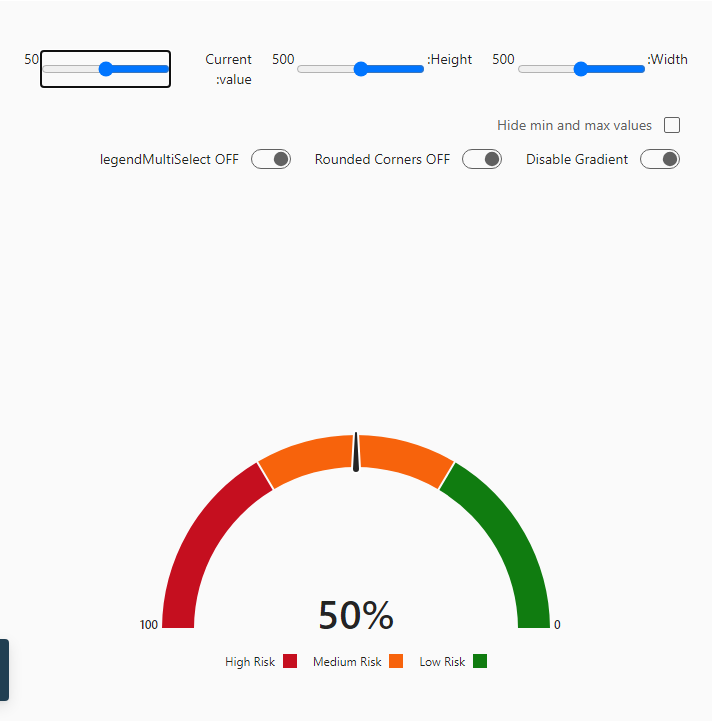 Width: 500 Height: 500 Current value: 50
Hide min and max values
Disable Gradient Rounded Corners OFF legendMultiSelect OFF
50%
100 0
Low Risk Medium Risk High Risk